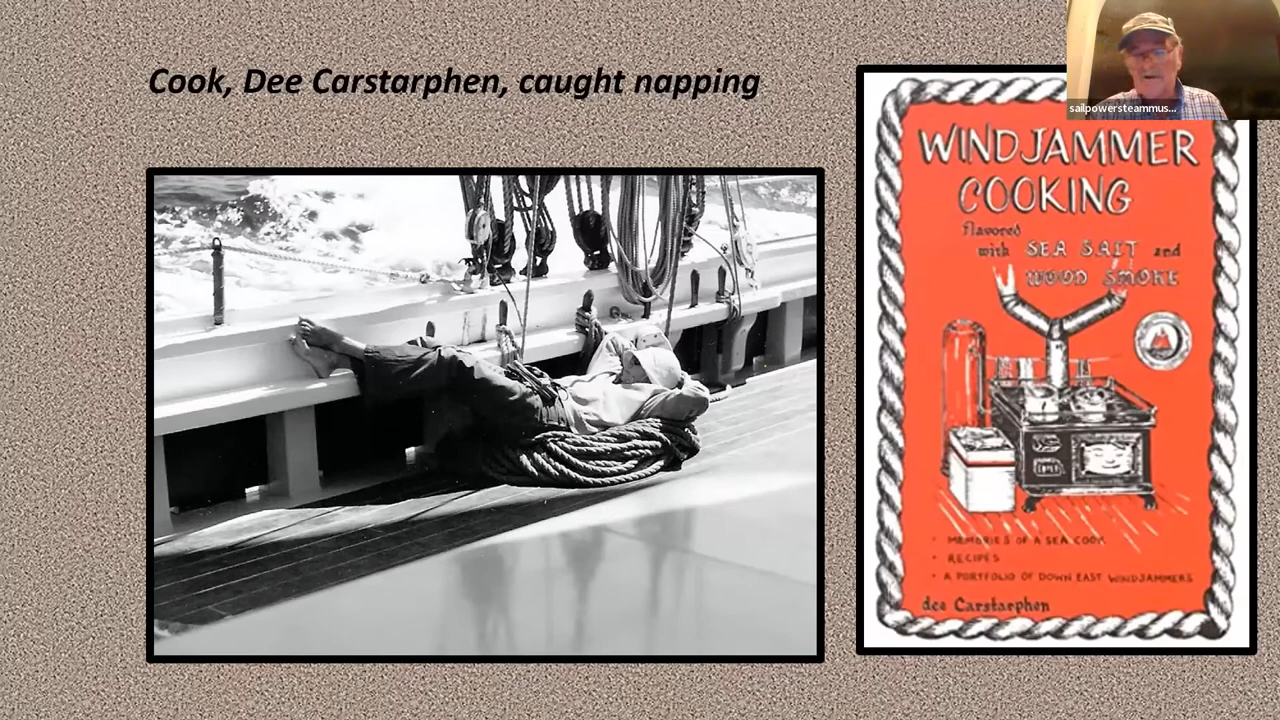 Cook, Dee Carstarphen, caught napping
sailpowersteammus...
WINDJAMMER
COOKING
flavored
with SEA SALT and
WOOD SMOKE
• MEMORIES OF A SEA COOK
• RECIPES
• A PORTFOLIO OF DOWN EAST WINDJAMMERS
dee Carstarphen